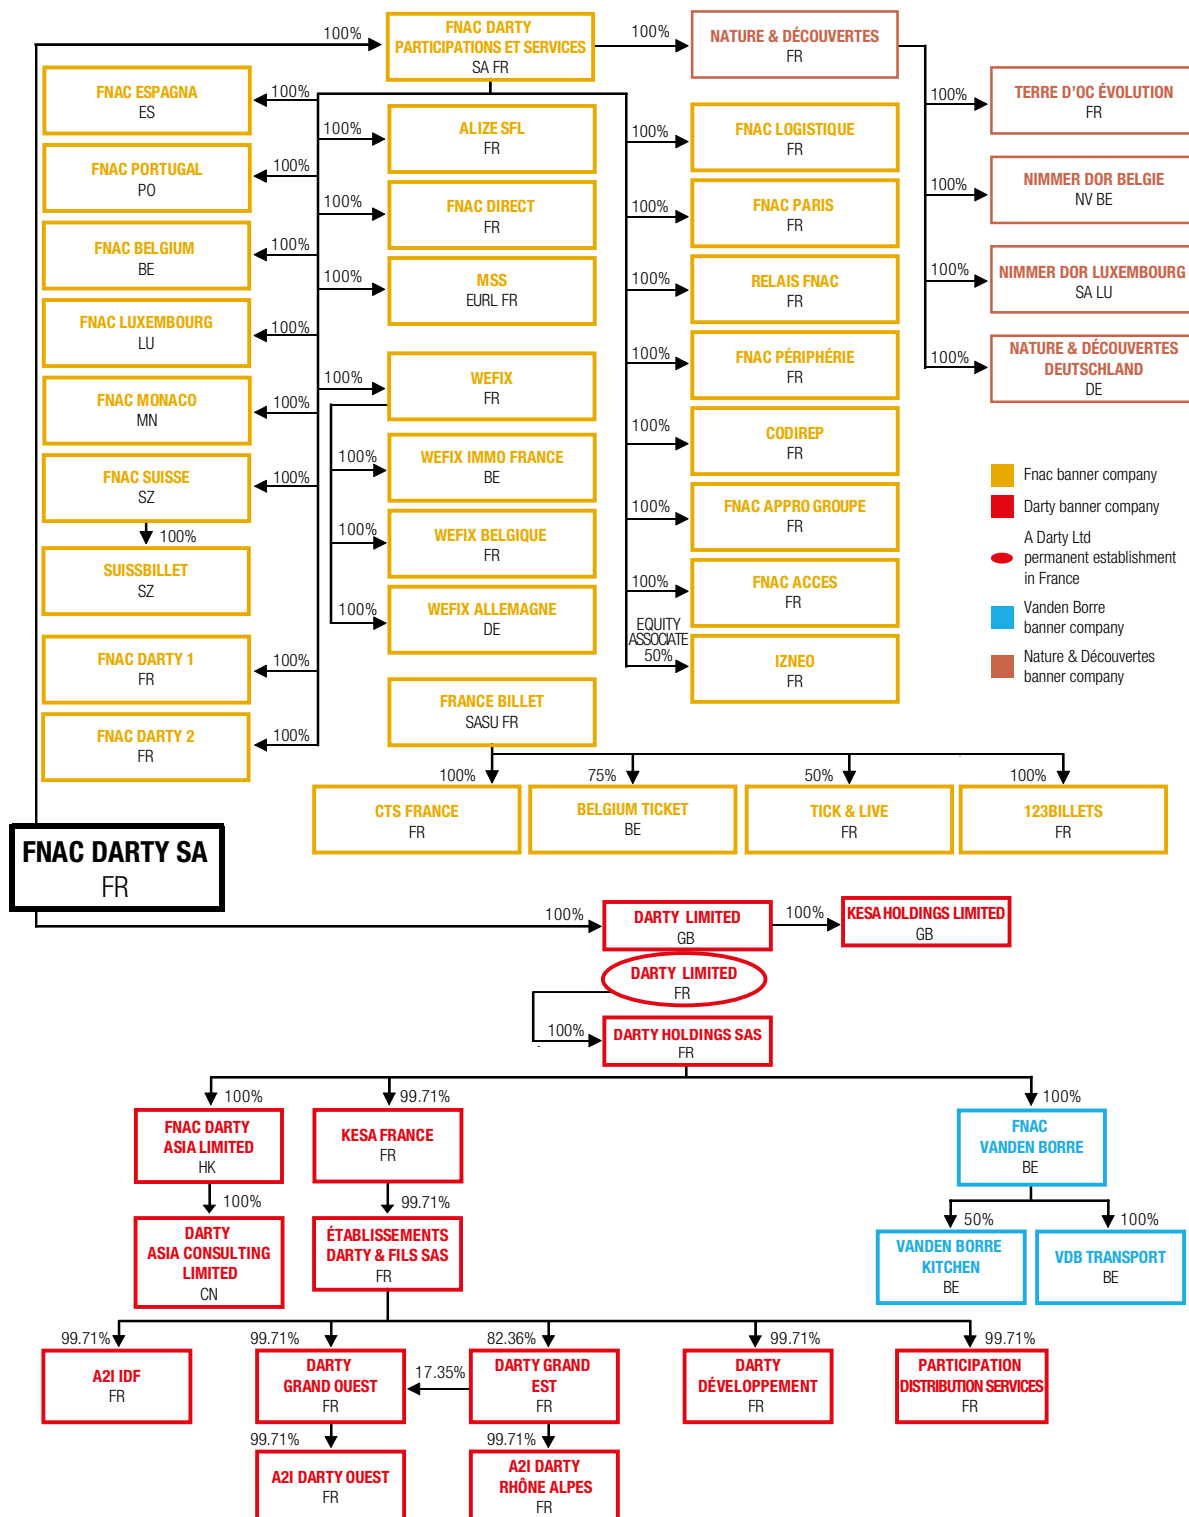 100%
FNAC DARTY
PARTICIPATIONS ET SERVICES
SA FR
100%
NATURE & DÉCOUVERTES
FR
FNAC ESPAGNA
ES
100%
100%
TERRE D'OC ÉVOLUTION
FR
100%
ALIZE SFL
FR
100%
FNAC LOGISTIQUE
FR
FNAC PORTUGAL
PO
100%
100%
NIMMER DOR BELGIE
NV BE
100%
FNAC DIRECT
FR
100%
FNAC PARIS
FR
FNAC BELGIUM
BE
100%
100%
NIMMER DOR LUXEMBOURG
SA LU
100%
MSS
EURL FR
100%
RELAIS FNAC
FR
FNAC LUXEMBOURG
LU
100%
100%
NATURE & DÉCOUVERTES
DEUTSCHLAND
DE
100%
WEFIX
FR
100%
FNAC PÉRIPHÉRIE
FR
FNAC MONACO
MN
100%
100%
WEFIX IMMO FRANCE
BE
100%
CODIREP
FR
FNAC SUISSE
SZ
100%
100%
SUISSBILLET
SZ
100%
WEFIX BELGIQUE
FR
100%
FNAC APPRO GROUPE
FR
100%
WEFIX ALLEMAGNE
DE
100%
FNAC ACCES
FR
EQUITY
ASSOCIATE
50%
IZNEO
FR
Fnac banner company
Darty banner company
A Darty Ltd
permanent establishment
in France
Vanden Borre
banner company
Nature & Découvertes
banner company
FNAC DARTY 1
FR
100%
FNAC DARTY 2
FR
100%
FRANCE BILLET
SASU FR
100%
75%
50%
100%
CTS FRANCE
FR
BELGIUM TICKET
BE
TICK & LIVE
FR
123BILLETS
FR
FNAC DARTY SA
FR
100%
DARTY LIMITED
GB
100%
KESA HOLDINGS LIMITED
GB
DARTY LIMITED
FR
100%
DARTY HOLDINGS SAS
FR
100%
99.71%
100%
FNAC DARTY
ASIA LIMITED
HK
KESA FRANCE
FR
FNAC
VANDEN BORRE
BE
100%
99.71%
50%
100%
DARTY
ASIA CONSULTING
LIMITED
CN
ÉTABLISSEMENTS
DARTY & FILS SAS
FR
VANDEN BORRE
KITCHEN
BE
VDB TRANSPORT
BE
99.71%
99.71%
82.36%
99.71%
99.71%
A2I IDF
FR
DARTY
GRAND OUEST
FR
17.35%
DARTY GRAND
EST
FR
DARTY
DÉVELOPPEMENT
FR
PARTICIPATION
DISTRIBUTION SERVICES
FR
99.71%
99.71%
A2I DARTY OUEST
FR
A2I DARTY
RHÔNE ALPES
FR